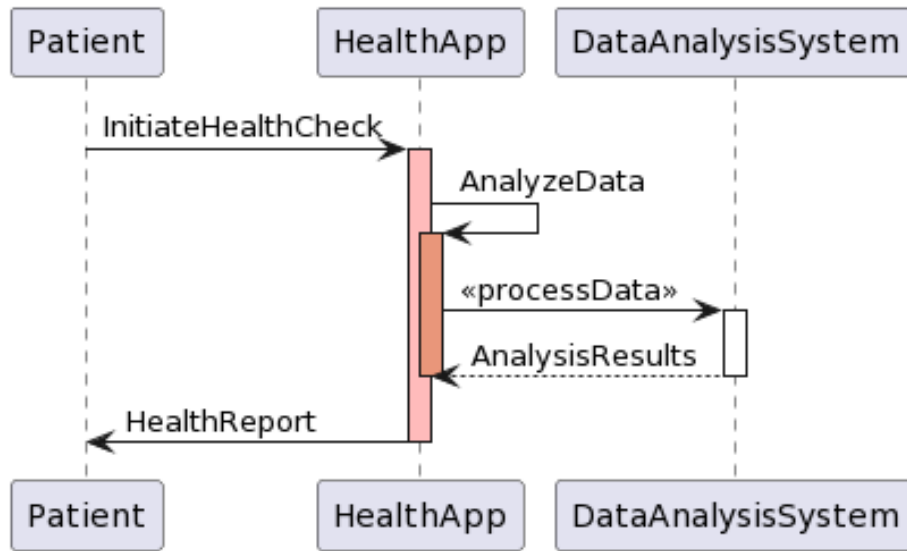 Patient HealthApp DataAnalysisSystem
InitiateHealthCheck
AnalyzeData
«processData»
AnalysisResults
HealthReport
Patient HealthApp DataAnalysisSystem